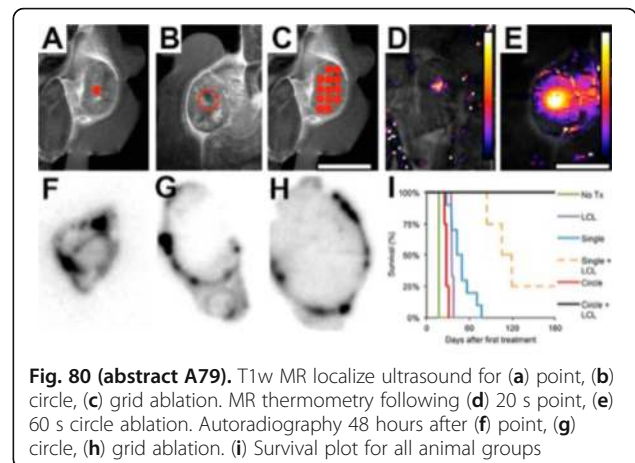 A B C D E
F G H I
100%
75%
50%
25%
0%
Survival (%)
0 60 120 160
Days after first treatment
No Tx
LCL
Single
Single +
LCL
Circle
Circle +
LCL
Fig. 80 (abstract A79). T1w MR localize ultrasound for (a) point, (b)
circle, (c) grid ablation. MR thermometry following (d) 20 s point, (e)
60 s circle ablation. Autoradiography 48 hours after (f) point, (g)
circle, (h) grid ablation. (i) Survival plot for all animal groups